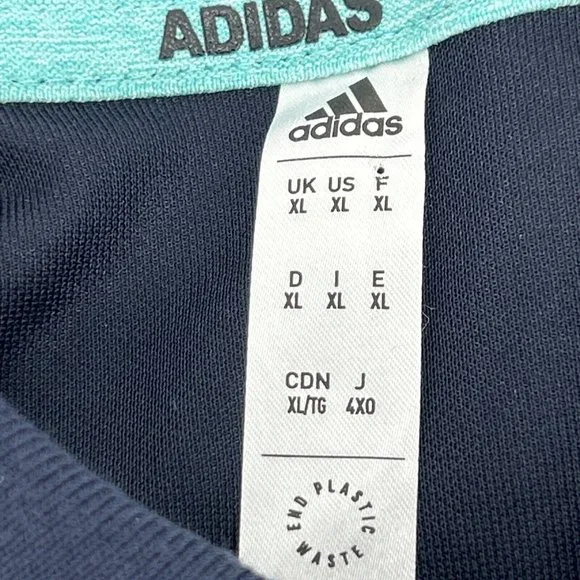 ADIDAS
adidas
UK US F
XL XL XL
D I E
XL XL XL
CDN J
XL/TG 4XO
END PLASTIC WASTE